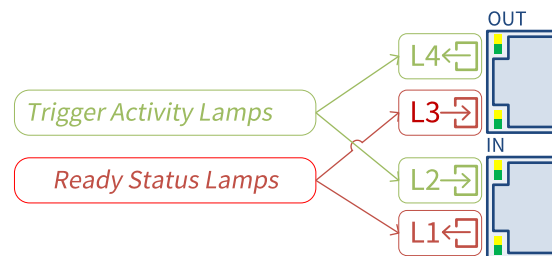 OUT
L4
Trigger Activity Lamps
L3
IN
Ready Status Lamps
L2
L1